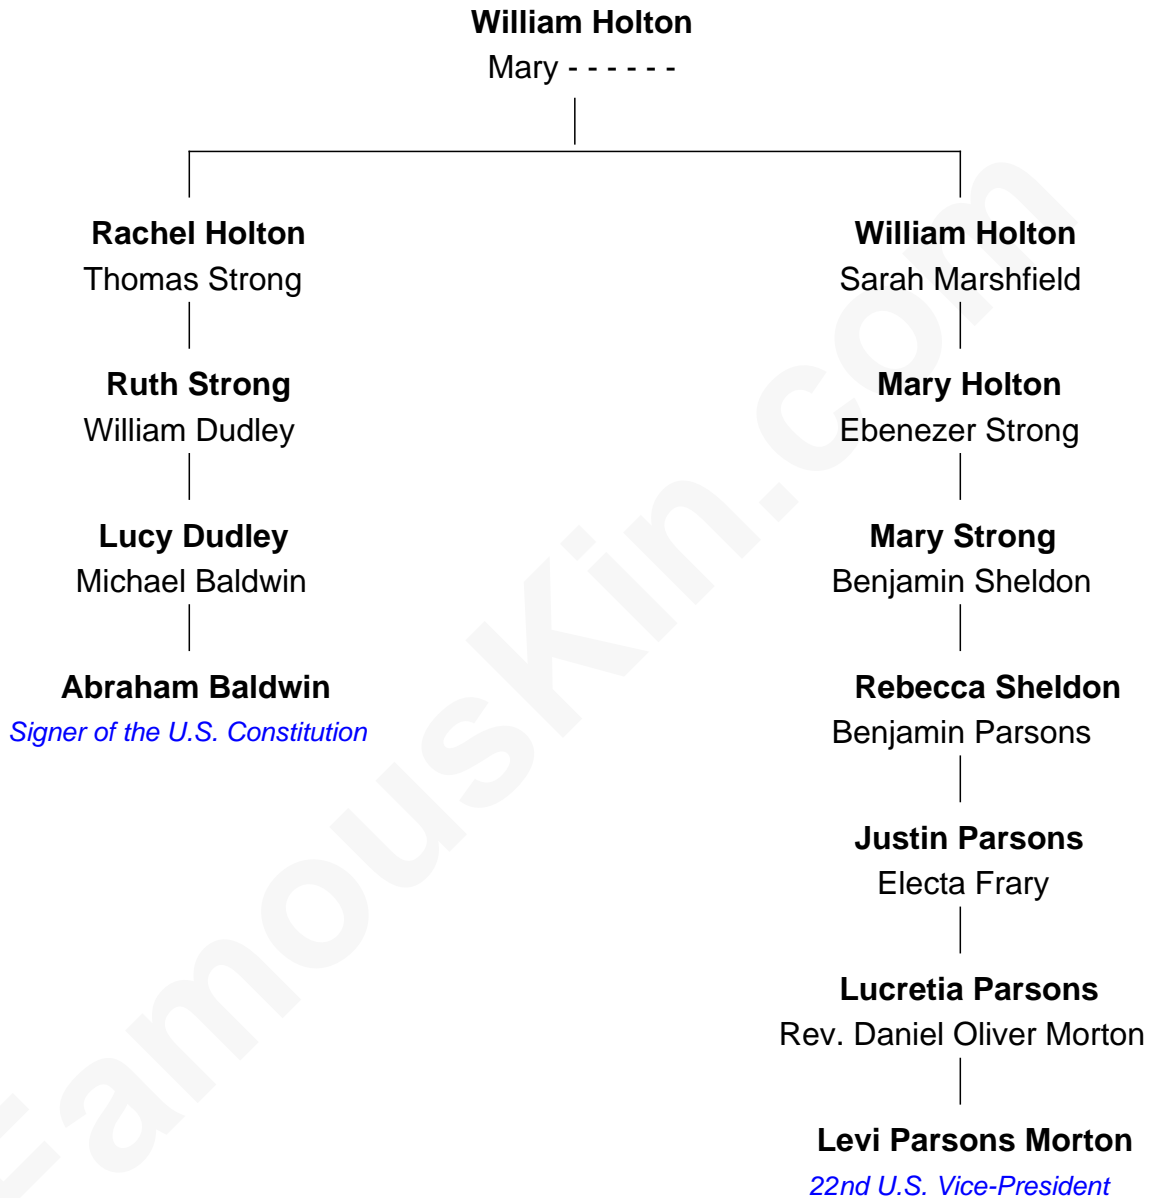 William Holton
Mary - - - - - -
Rachel Holton
Thomas Strong
William Holton
Sarah Marshfield
Ruth Strong
William Dudley
Mary Holton
Ebenezer Strong
Lucy Dudley
Michael Baldwin
Mary Strong
Benjamin Sheldon
Abraham Baldwin
Signer of the U.S. Constitution
Rebecca Sheldon
Benjamin Parsons
Justin Parsons
Electa Frary
Lucretia Parsons
Rev. Daniel Oliver Morton
Levi Parsons Morton
22nd U.S. Vice-President
FamousKin.com